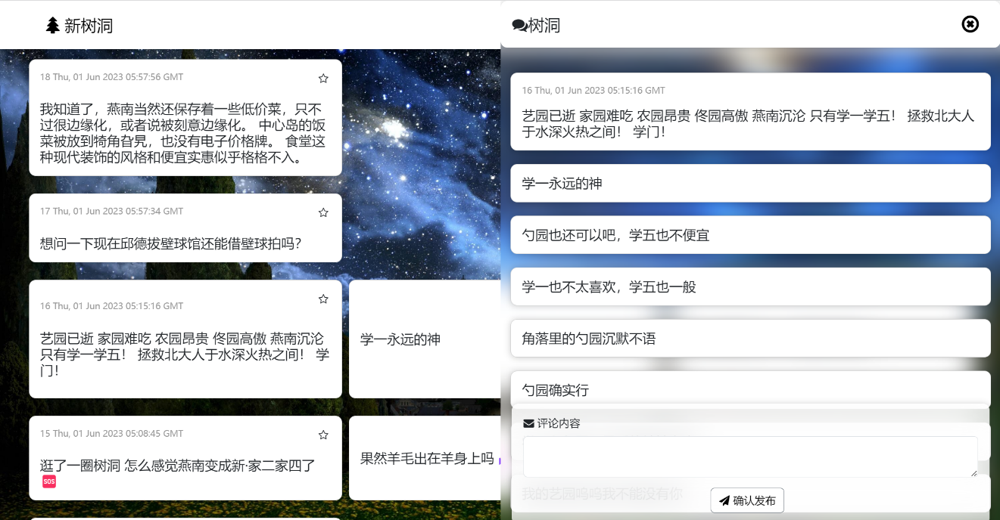 新树洞
18 Thu, 01 Jun 2023 05:57:56 GMT
我知道了，燕南当然还保存着一些低价菜，只不
过很边缘化，或者说被刻意边缘化。 中心岛的饭
菜被放到犄角旮旯，也没有电子价格牌。 食堂这
种现代装饰的风格和便宜实惠似乎格格不入。
17 Thu, 01 Jun 2023 05:57:34 GMT
想问一下现在邱德拔壁球馆还能借壁球拍吗？
16 Thu, 01 Jun 2023 05:15:16 GMT
艺园已逝 家园难吃 农园昂贵 佟园高傲 燕南沉沦
只有学一学五！ 拯救北大人于水深火热之间！ 学
门！
学一永远的神
15 Thu, 01 Jun 2023 05:08:45 GMT
逛了一圈树洞 怎么感觉燕南变成新·家二家四了
SOS
果然羊毛出在羊身上吗
树洞
16 Thu, 01 Jun 2023 05:15:16 GMT
艺园已逝 家园难吃 农园昂贵 佟园高傲 燕南沉沦 只有学一学五！ 拯救北大人
于水深火热之间！ 学门！
学一永远的神
勺园也还可以吧，学五也不便宜
学一也不太喜欢，学五也一般
角落里的勺园沉默不语
勺园确实行
评论内容
我的艺园呜呜我不能没有你
确认发布